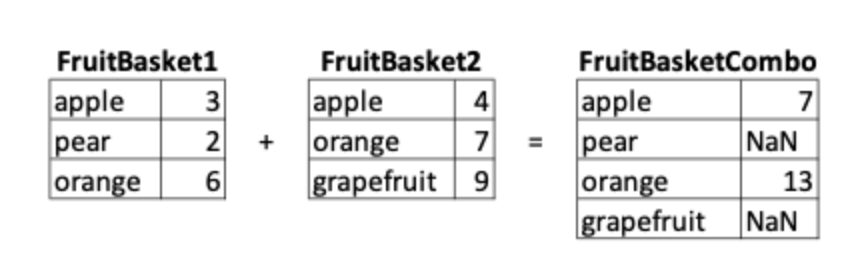 FruitBasket1 FruitBasket2 FruitBasketCombo
apple 3 apple 4 apple 7
pear 2 + orange 7 = pear NaN
orange 6 grapefruit 9 orange 13
grapefruit NaN